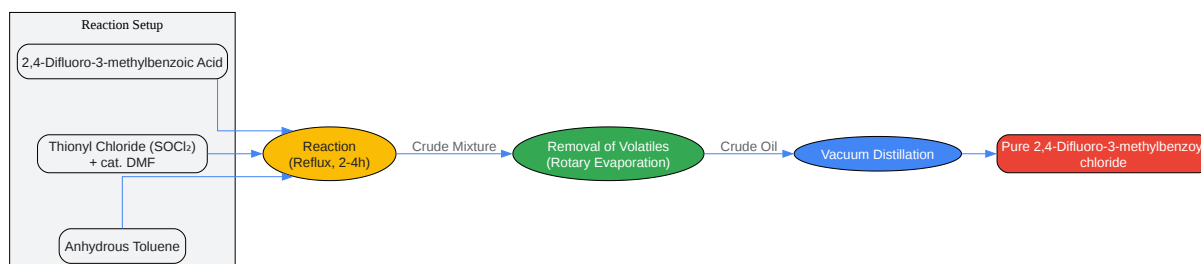 Reaction Setup
2,4-Difluoro-3-methylbenzoic Acid
Thionyl Chloride (SOCl₂)
+ cat. DMF
Anhydrous Toluene
Reaction
(Reflux, 2-4h)
Crude Mixture
Removal of Volatiles
(Rotary Evaporation)
Crude Oil
Vacuum Distillation
Pure 2,4-Difluoro-3-methylbenzoy
chloride